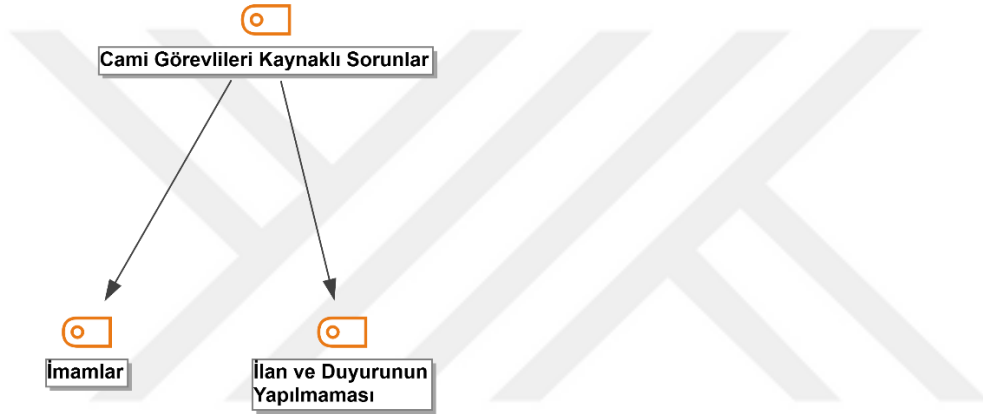 Cami Görevlileri Kaynaklı Sorunlar
İmamlar
İlan ve Duyurunun
Yapılmaması